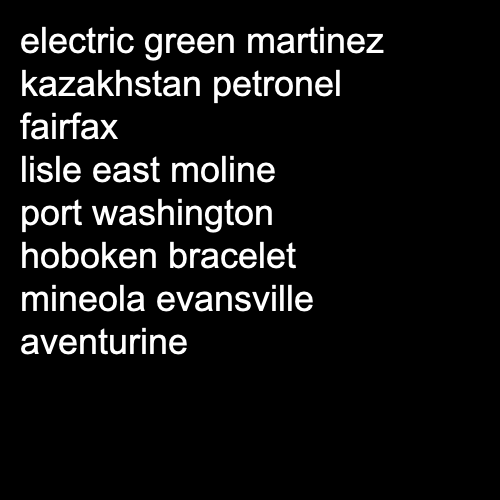 electric green martinez
kazakhstan petronel
fairfax
lisle east moline
port washington
hoboken bracelet
mineola evansville
aventurine